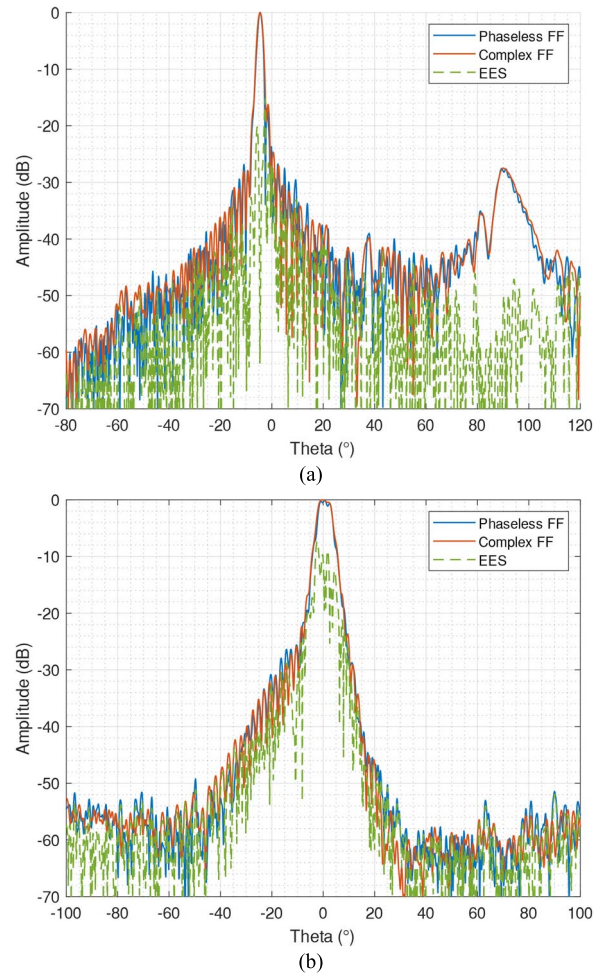 0
-10
-20
-30
-40
-50
-60
-70
Amplitude (dB)
Phaseless FF
Complex FF
EES
-80 -60 -40 -20 0 20 40 60 80 100 120
Theta (°)
(a)
0
-10
-20
-30
-40
-50
-60
-70
Amplitude (dB)
Phaseless FF
Complex FF
EES
-100 -80 -60 -40 -20 0 20 40 60 80 100
Theta (°)
(b)